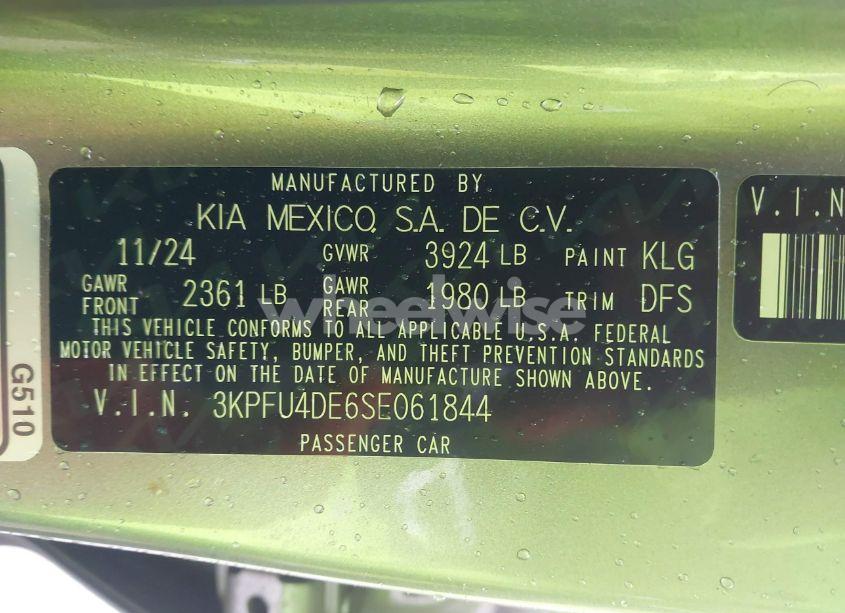 MANUFACTURED BY
KIA MEXICO, S.A. DE C.V.
11/24 GVWR 3924 LB PAINT KLG
GAWR FRONT 2361 LB GAWR REAR 1980 LB TRIM DFS
THIS VEHICLE CONFORMS TO ALL APPLICABLE U.S.A. FEDERAL
MOTOR VEHICLE SAFETY, BUMPER, AND THEFT PREVENTION STANDARDS
IN EFFECT ON THE DATE OF MANUFACTURE SHOWN ABOVE.
V.I.N. 3KPFU4DE6SE061844
PASSENGER CAR
G510
V.I.N
wheelwise